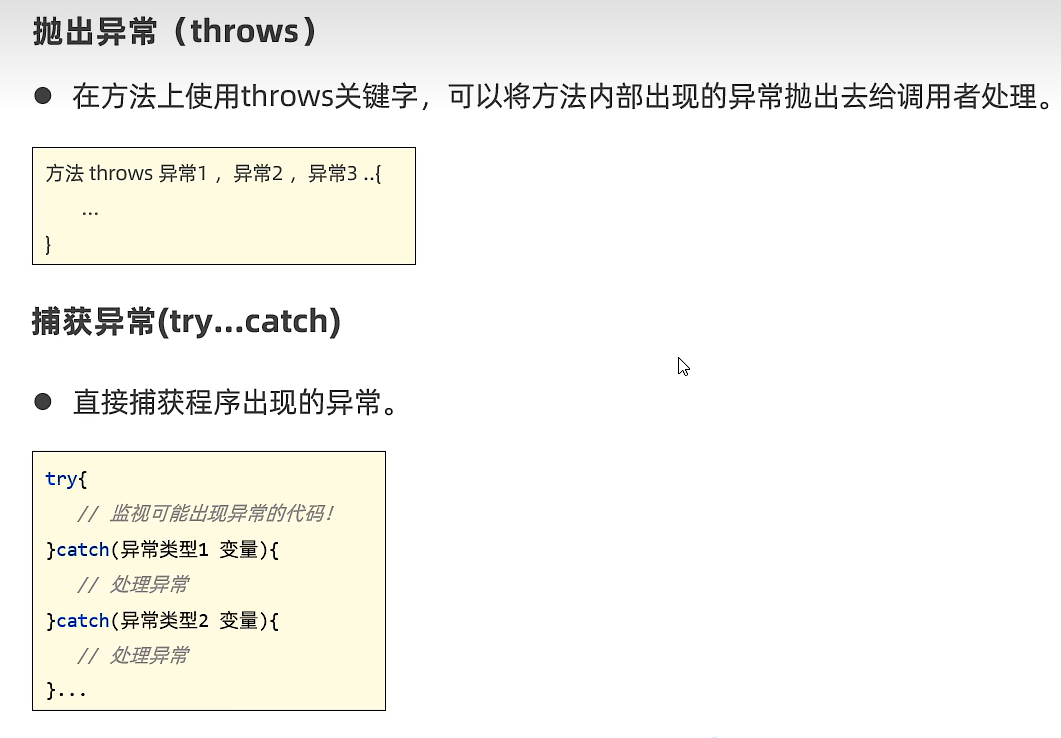 抛出异常（throws）
● 在方法上使用throws关键字，可以将方法内部出现的异常抛出去给调用者处理。
方法 throws 异常1 ，异常2 ，异常3 ..{
...
}
捕获异常(try...catch)
● 直接捕获程序出现的异常。
try{
// 监视可能出现异常的代码！
}catch(异常类型1 变量){
// 处理异常
}catch(异常类型2 变量){
// 处理异常
}...